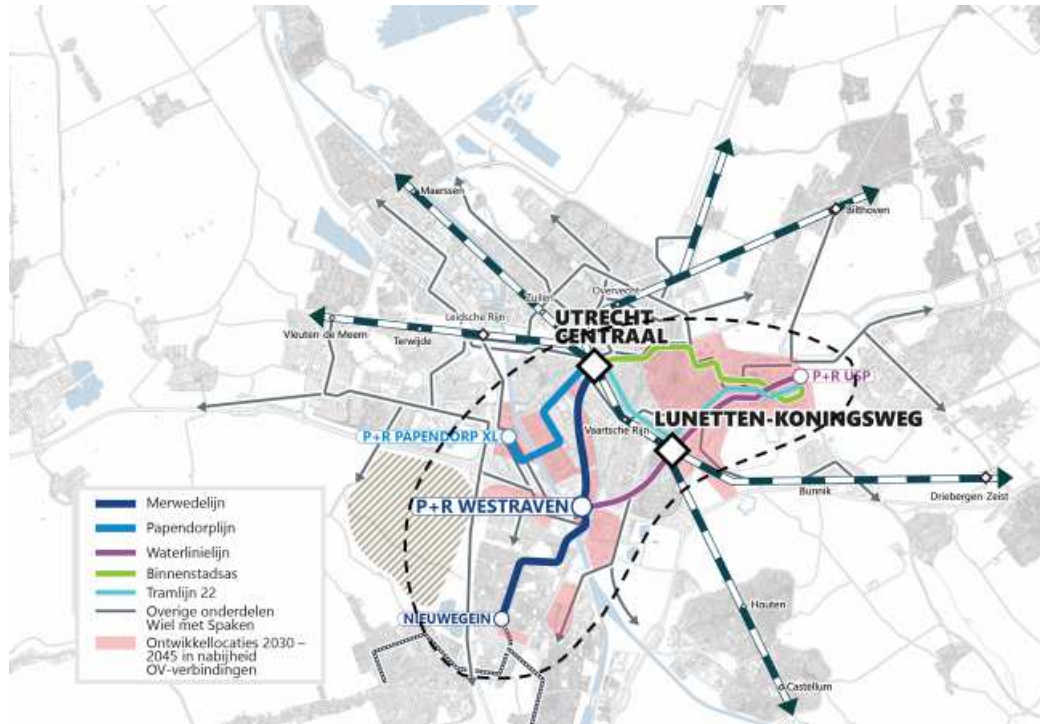 Maarssen
Bilthoven
Zuilen
Overvecht
UTRECHT
CENTRAAL
Leidsche Rijn
Vleuten de Meern
Terwijde
P+R USP
LUNETTEN-KONINGSWEG
Vaartsche Rijn
P+R PAPENDORP XL
Bunnik
Driebergen-Zeist
P+R WESTRAVEN
Merwedelijn
Papendorplijn
Waterlinielijn
Binnenstadsas
Tramlijn 22
Overige onderdelen
Wiel met Spaken
Ontwikkellocaties 2030 –
2045 in nabijheid
OV-verbindingen
NIEUWEGEIN
Houten
Castellum